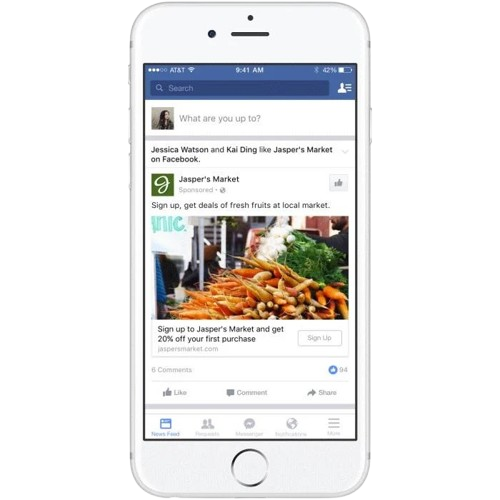 AT&T
9:41 AM
42%
Search
What are you up to?
Jessica Watson and Kai Ding like Jasper's Market
on Facebook.
Jasper's Market
Sponsored
Sign up, get deals of fresh fruits at local market.
nic.
Sign up to Jasper's Market and get
20% off your first purchase
jaspersmarket.com
Sign Up
6 Comments
94
Like
Comment
Share
News Feed
Requests
Messenger
Notifications
More